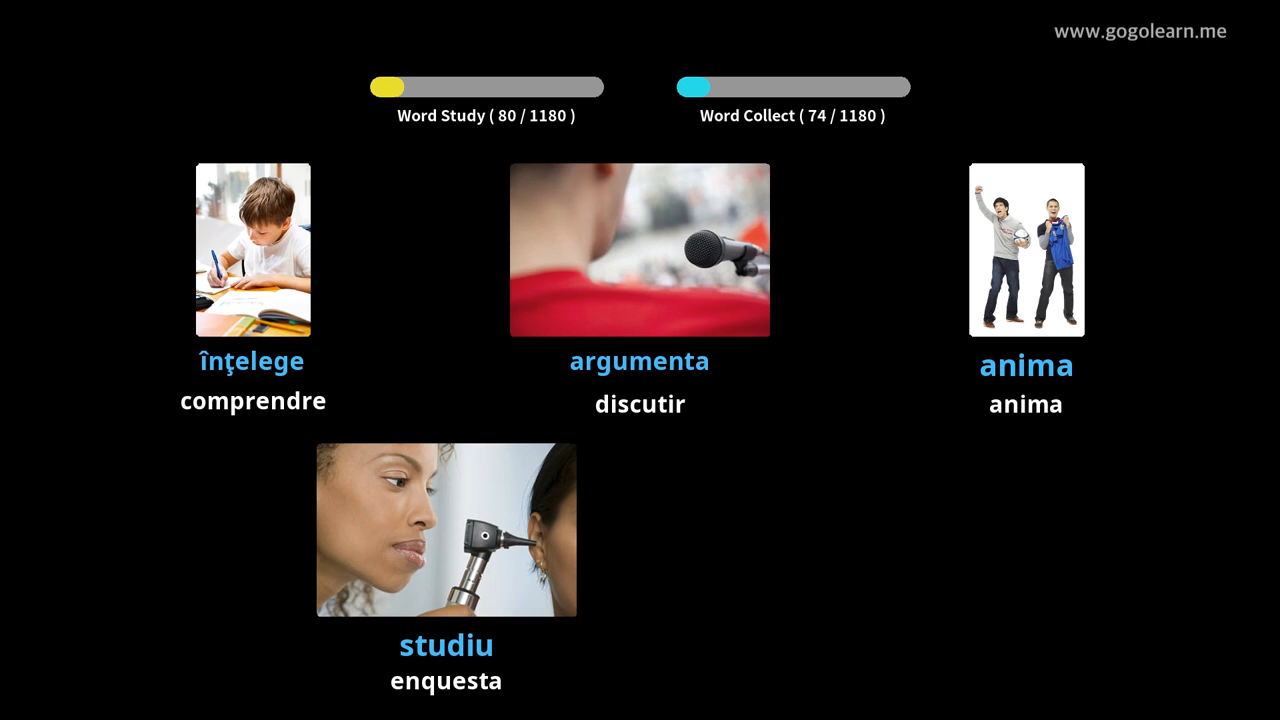 www.gogolearn.me
Word Study ( 80 / 1180 )
Word Collect ( 74 / 1180 )
înţelege
comprendre
argumenta
discutir
anima
anima
studiu
enquesta